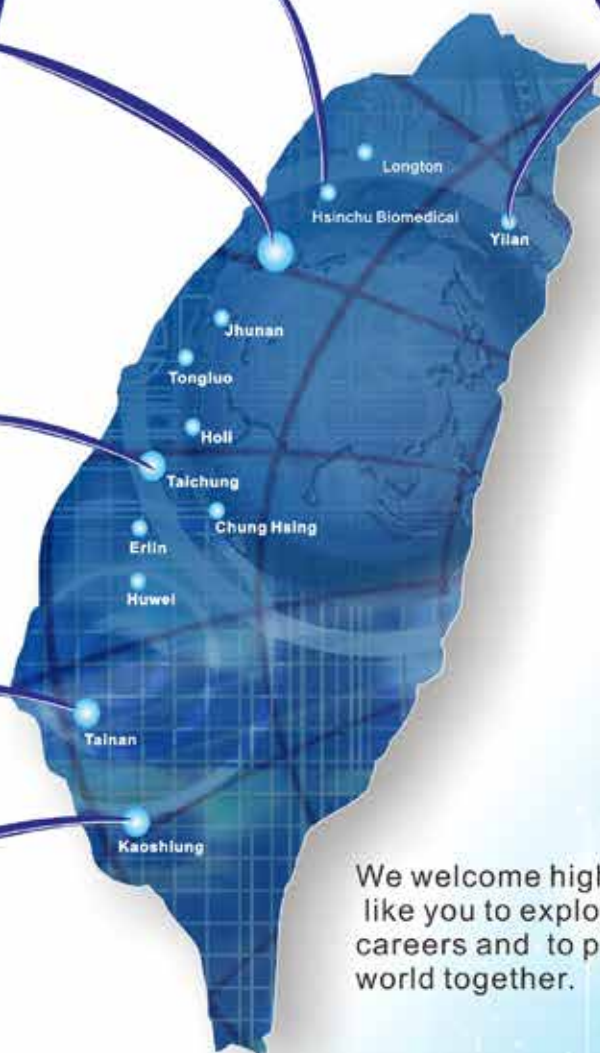 Longton
Hsinchu Biomedical
Yilan
Jhunan
Tongluo
Holi
Taichung
Chung Hsing
Erlin
Huwei
Tainan
Kaoshiung
We welcome high
like you to explo
careers and to p
world together.